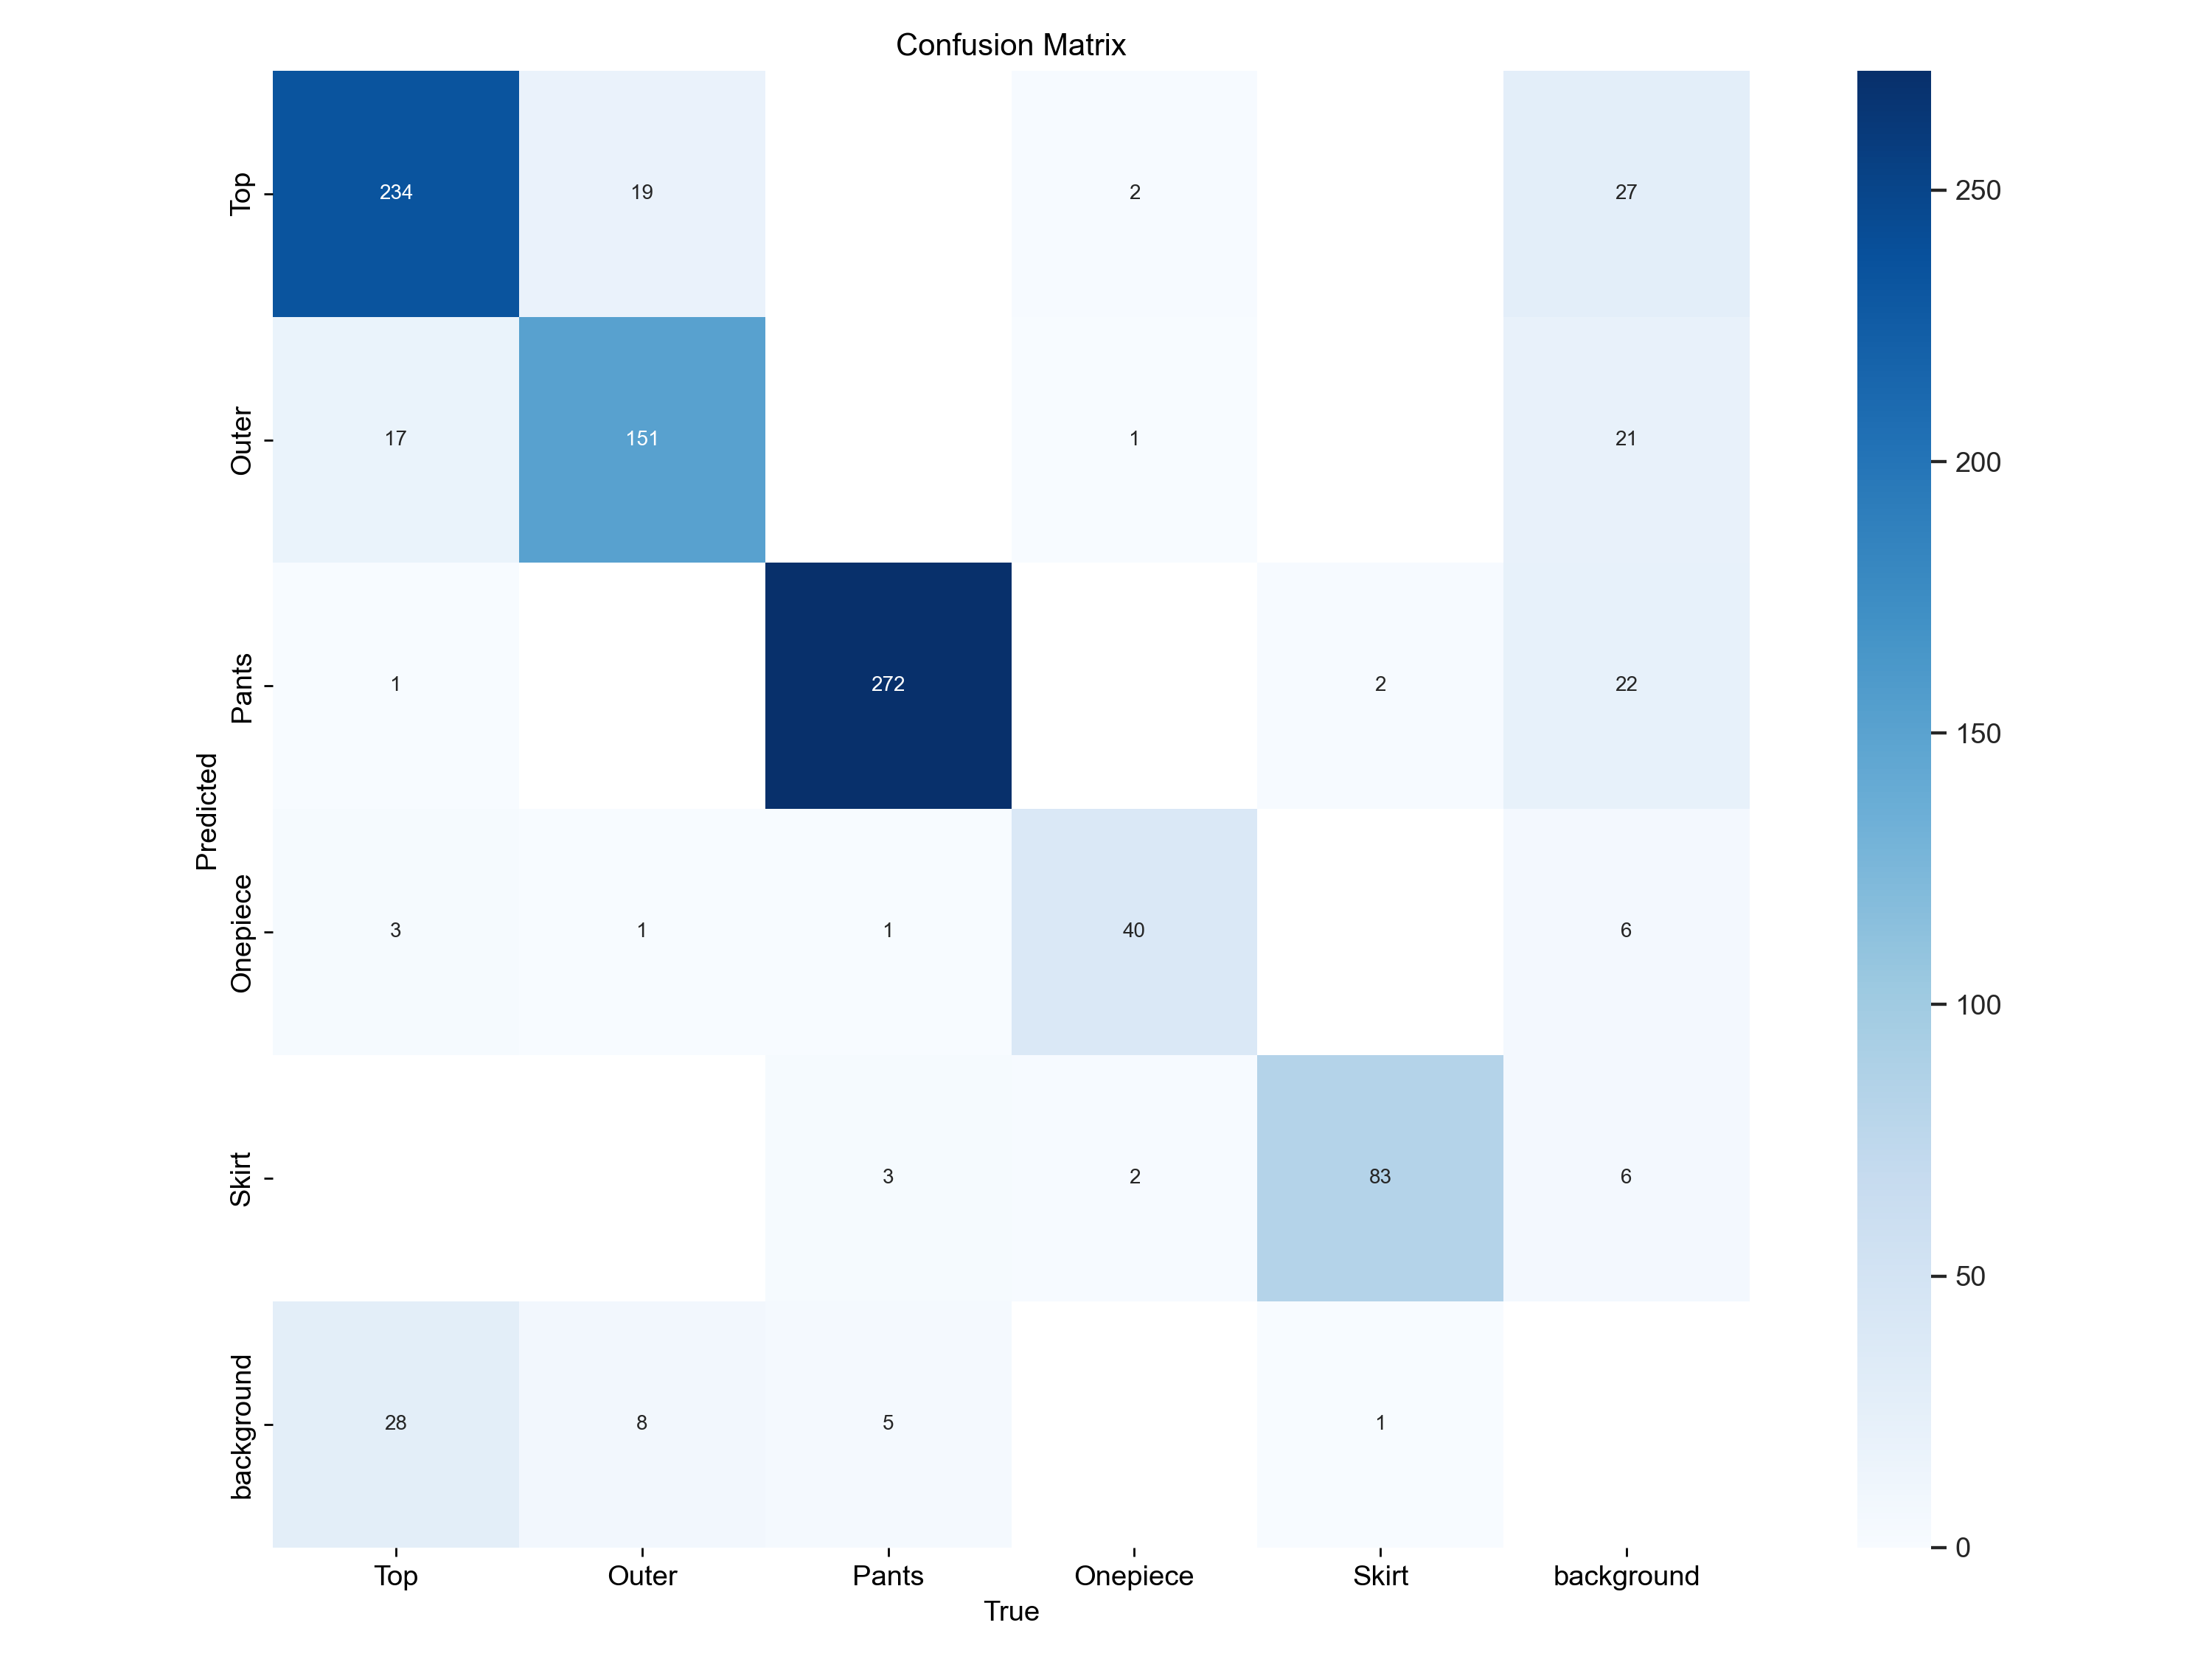 Confusion Matrix
Top 234 19 2 27
Outer 17 151 1 21
Pants 1 272 2 22
Onepiece 3 1 1 40 6
Skirt 3 2 83 6
background 28 8 5 1
Top Outer Pants Onepiece Skirt background
True
Predicted
250
200
150
100
50
0